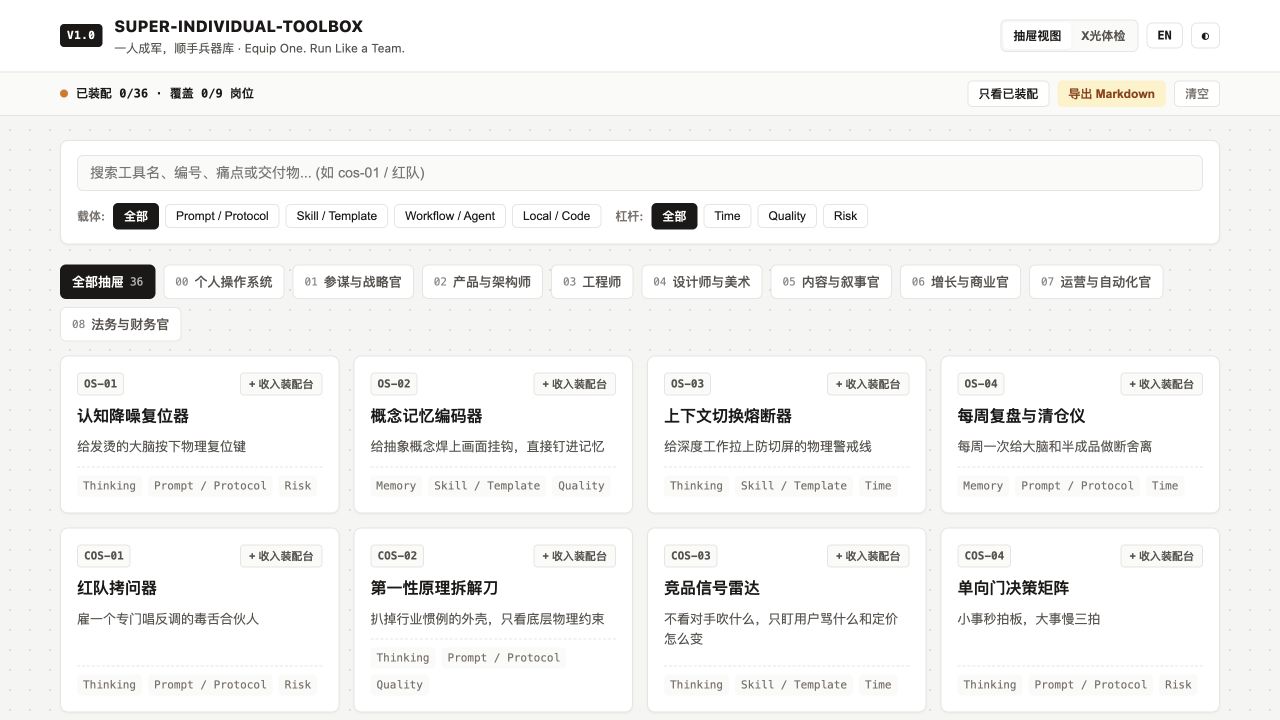 V1.0
SUPER-INDIVIDUAL-TOOLBOX
一人成军，顺手兵器库 · Equip One. Run Like a Team.
抽屉视图 X光体检 EN ◐
已装配 0/36 · 覆盖 0/9 岗位
只看已装配 导出 Markdown 清空
搜索工具名、编号、痛点或交付物... (如 cos-01 / 红队)
载体: 全部 Prompt / Protocol Skill / Template Workflow / Agent Local / Code 杠杆: 全部 Time Quality Risk
全部抽屉 36 00 个人操作系统 01 参谋与战略官 02 产品与架构师 03 工程师 04 设计师与美术 05 内容与叙事官 06 增长与商业官 07 运营与自动化官
08 法务与财务官
OS-01 + 收入装配台
认知降噪复位器
给发烫的大脑按下物理复位键
Thinking Prompt / Protocol Risk
OS-02 + 收入装配台
概念记忆编码器
给抽象概念焊上画面挂钩，直接钉进记忆
Memory Skill / Template Quality
OS-03 + 收入装配台
上下文切换熔断器
给深度工作拉上防切屏的物理警戒线
Thinking Skill / Template Time
OS-04 + 收入装配台
每周复盘与清仓仪
每周一次给大脑和半成品做断舍离
Memory Prompt / Protocol Time
COS-01 + 收入装配台
红队拷问器
雇一个专门唱反调的毒舌合伙人
Thinking Prompt / Protocol Risk
COS-02 + 收入装配台
第一性原理拆解刀
扒掉行业惯例的外壳，只看底层物理约束
Thinking Prompt / Protocol
Quality
COS-03 + 收入装配台
竞品信号雷达
不看对手吹什么，只盯用户骂什么和定价
怎么变
Thinking Skill / Template Time
COS-04 + 收入装配台
单向门决策矩阵
小事秒拍板，大事慢三拍
Thinking Prompt / Protocol Risk